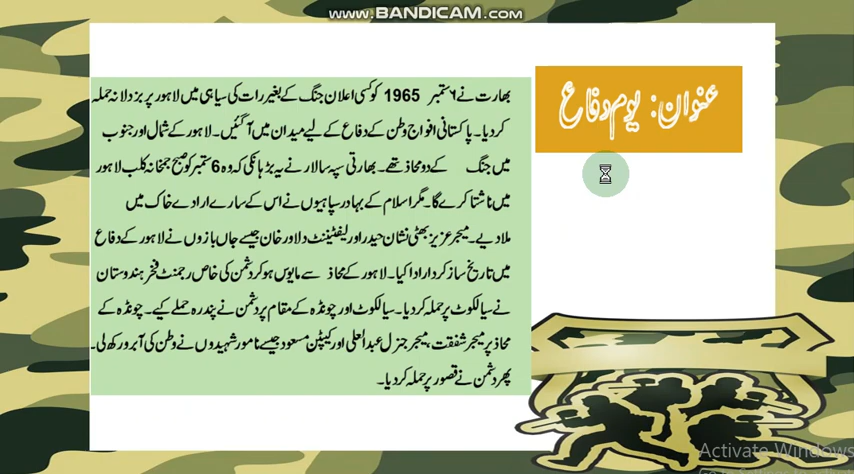 www.BANDICAM.com
عنوان: یوم دفاع
بھارت نے ۶ ستمبر 1965 کو کسی اعلان جنگ کے بغیر رات کی سیاہی میں لاہور پر بزدلانہ حملہ
کر دیا۔ پاکستانی افواج وطن کے دفاع کے لیے میدان میں آ گئیں۔ لاہور کے شمال اور جنوب
میں جنگ کے دو محاذ تھے۔ بھارتی سپہ سالار نے یہ بڑ ہانکی کہ وہ 6 ستمبر کو صبح جمخانہ کلب لاہور
میں ناشتا کرے گا۔ مگر اسلام کے بہادر سپاہیوں نے اس کے سارے ارادے خاک میں
ملا دیے۔ میجر عزیز بھٹی نشان حیدر اور لیفٹیننٹ دلاور خان جیسے جاں بازوں نے لاہور کے دفاع
میں تاریخ ساز کردار ادا کیا۔ لاہور کے محاذ سے مایوس ہو کر دشمن کی خاص رجمنٹ فخر ہندوستان
نے سیالکوٹ پر حملہ کر دیا۔ سیالکوٹ اور چونڈہ کے مقام پر دشمن نے پندرہ حملے کیے۔ چونڈہ کے
محاذ پر میجر شفقت، میجر جنرل عبدالعلی اور کیپٹن مسعود جیسے نامور شہیدوں نے وطن کی آبرو رکھ لی۔
پھر دشمن نے قصور پر حملہ کر دیا۔
Activate Windows